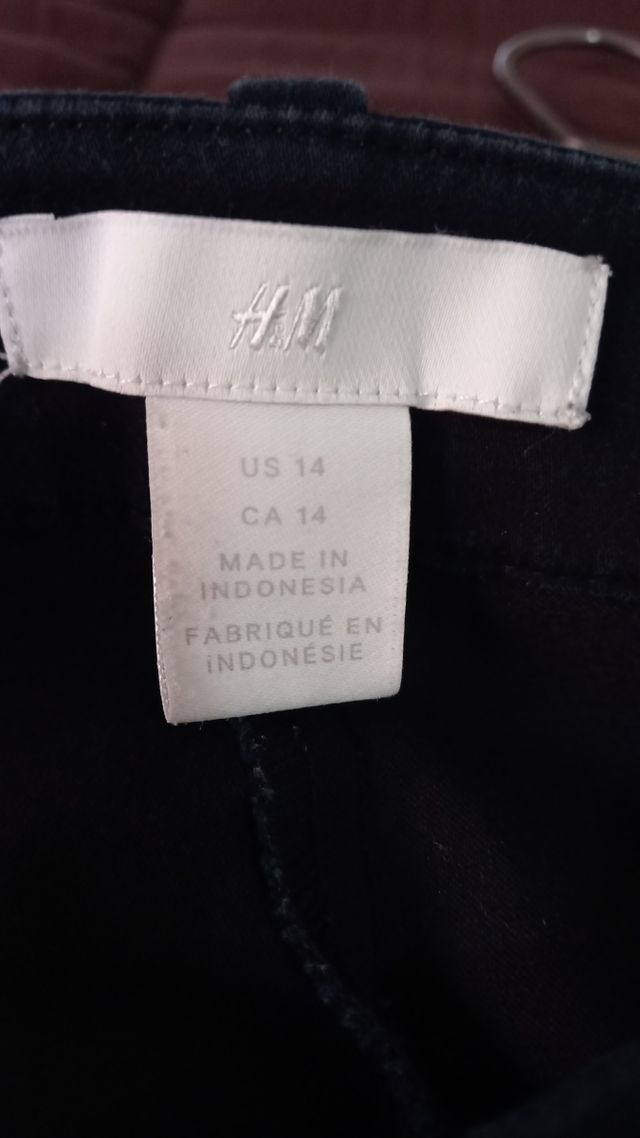 H&M
US 14
CA 14
MADE IN
INDONESIA
FABRIQUÉ EN
INDONÉSIE